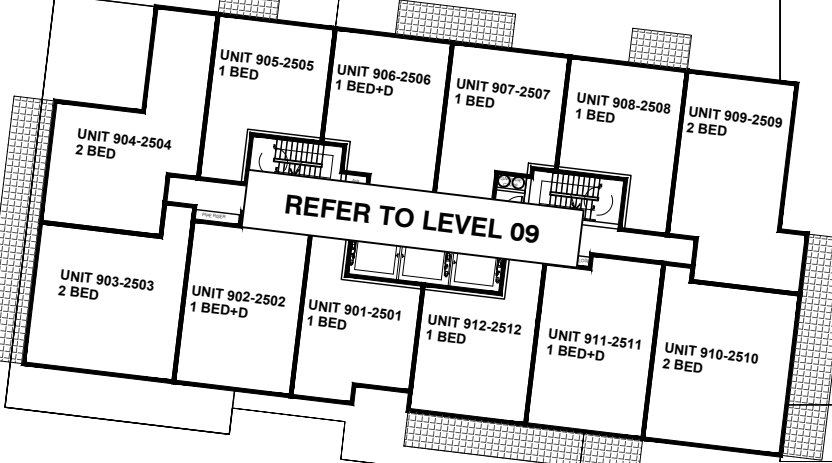 UNIT 905-2505
1 BED
UNIT 906-2506
1 BED+D
UNIT 907-2507
1 BED
UNIT 908-2508
1 BED
UNIT 909-2509
2 BED
UNIT 904-2504
2 BED
REFER TO LEVEL 09
UNIT 903-2503
2 BED
UNIT 902-2502
1 BED+D
UNIT 901-2501
1 BED
UNIT 912-2512
1 BED
UNIT 911-2511
1 BED+D
UNIT 910-2510
2 BED